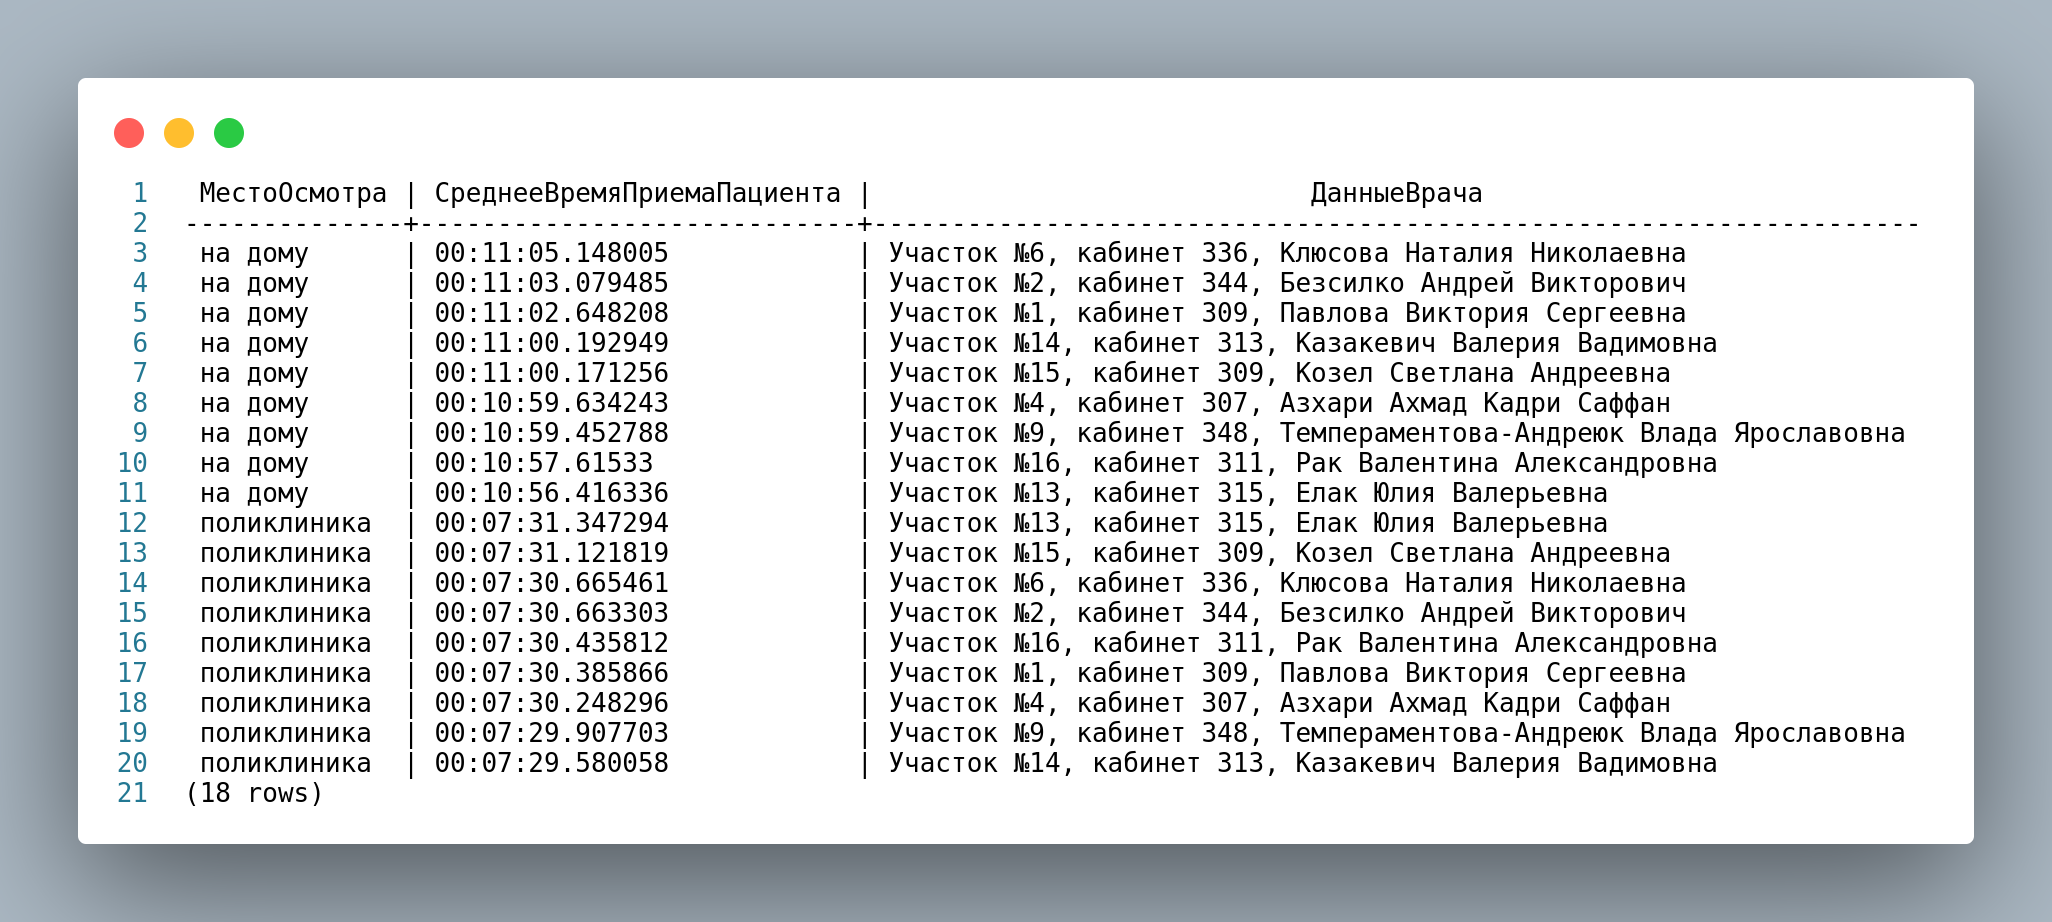 1 МестоОсмотра | СреднееВремяПриемаПациента | ДанныеВрача
2 --------------+----------------------------+-------------------------------------------------------------------
3 на дому | 00:11:05.148005 | Участок №6, кабинет 336, Клюсова Наталия Николаевна
4 на дому | 00:11:03.079485 | Участок №2, кабинет 344, Безсилко Андрей Викторович
5 на дому | 00:11:02.648208 | Участок №1, кабинет 309, Павлова Виктория Сергеевна
6 на дому | 00:11:00.192949 | Участок №14, кабинет 313, Казакевич Валерия Вадимовна
7 на дому | 00:11:00.171256 | Участок №15, кабинет 309, Козел Светлана Андреевна
8 на дому | 00:10:59.634243 | Участок №4, кабинет 307, Азхари Ахмад Кадри Саффан
9 на дому | 00:10:59.452788 | Участок №9, кабинет 348, Темпераментова-Андреюк Влада Ярославовна
10 на дому | 00:10:57.61533 | Участок №16, кабинет 311, Рак Валентина Александровна
11 на дому | 00:10:56.416336 | Участок №13, кабинет 315, Елак Юлия Валерьевна
12 поликлиника | 00:07:31.347294 | Участок №13, кабинет 315, Елак Юлия Валерьевна
13 поликлиника | 00:07:31.121819 | Участок №15, кабинет 309, Козел Светлана Андреевна
14 поликлиника | 00:07:30.665461 | Участок №6, кабинет 336, Клюсова Наталия Николаевна
15 поликлиника | 00:07:30.663303 | Участок №2, кабинет 344, Безсилко Андрей Викторович
16 поликлиника | 00:07:30.435812 | Участок №16, кабинет 311, Рак Валентина Александровна
17 поликлиника | 00:07:30.385866 | Участок №1, кабинет 309, Павлова Виктория Сергеевна
18 поликлиника | 00:07:30.248296 | Участок №4, кабинет 307, Азхари Ахмад Кадри Саффан
19 поликлиника | 00:07:29.907703 | Участок №9, кабинет 348, Темпераментова-Андреюк Влада Ярославовна
20 поликлиника | 00:07:29.580058 | Участок №14, кабинет 313, Казакевич Валерия Вадимовна
21 (18 rows)